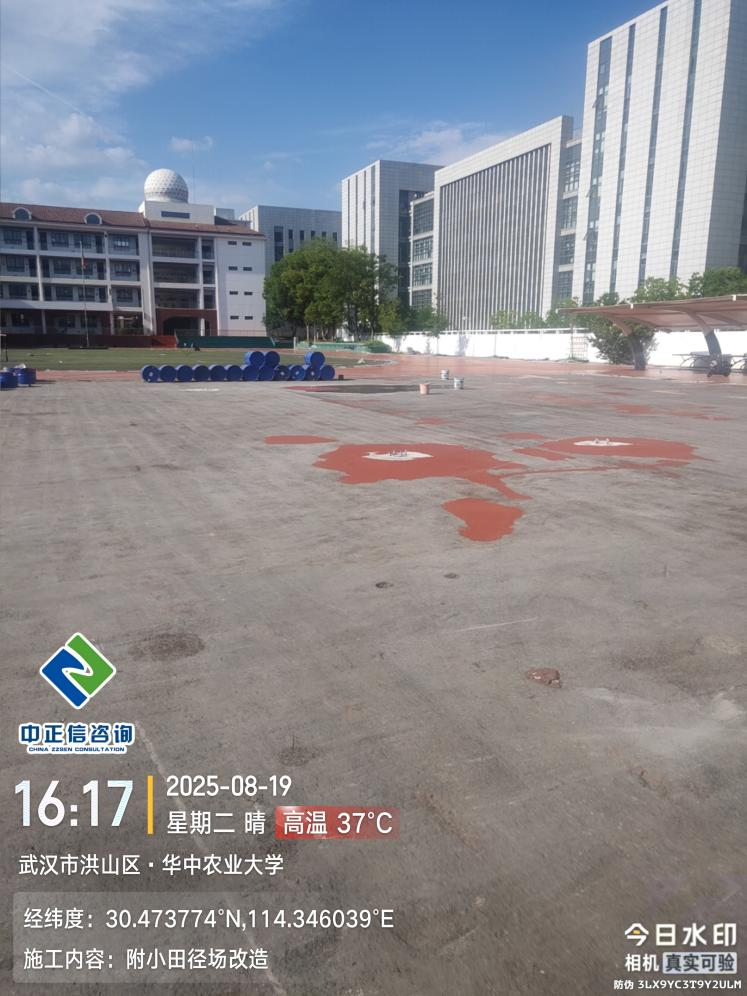 中正信咨询
CHINA ZZSEN CONSULTATION
16:17
2025-08-19
星期二 晴 高温 37°C
武汉市洪山区·华中农业大学
经纬度：30.473774°N,114.346039°E
施工内容：附小田径场改造
今日水印
相机 真实可验
防伪 3LX9YC3T9Y2ULM